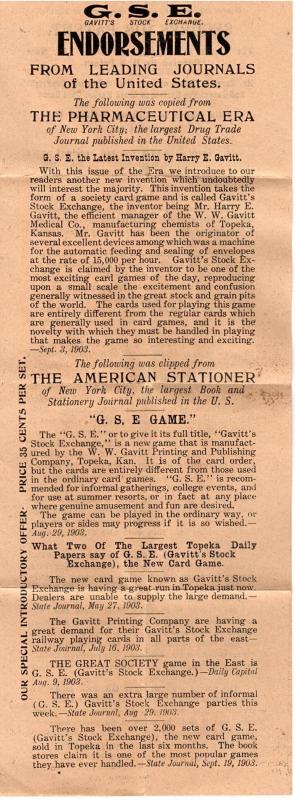 G. S. E.
GAVITT'S STOCK EXCHANGE.
ENDORSEMENTS
FROM LEADING JOURNALS
of the United States.
The following was copied from
THE PHARMACEUTICAL ERA
of New York City; the largest Drug Trade
Journal published in the United States.
G. S. E. the Latest Invention by Harry E. Gavitt.
With this issue of the Era we introduce to our
readers another new invention which undoubtedly
will interest the majority. This invention takes the
form of a society card game and is called Gavitt's
Stock Exchange, the inventor being Mr. Harry E.
Gavitt, the efficient manager of the W. W. Gavitt
Medical Co., manufacturing chemists of Topeka,
Kansas. Mr. Gavitt has been the originator of
several excellent devices among which was a machine
for the automatic feeding and sealing of envelopes
at the rate of 15,000 per hour. Gavitt's Stock Ex-
change is claimed by the inventor to be one of the
most exciting card games of the day, reproducing
upon a small scale the excitement and confusion
generally witnessed in the great stock and grain pits
of the world. The cards used for playing this game
are entirely different from the regular cards which
are generally used in card games, and it is the
novelty with which they must be handled in playing
that makes the game so interesting and exciting.
—Sept. 3, 1903.
The following was clipped from
THE AMERICAN STATIONER
of New York City, the largest Book and
Stationery Journal published in the U. S.
"G. S, E GAME."
The "G. S. E." or to give it its full title, "Gavitt's
Stock Exchange," is a new game that is manufact-
ured by the W. W. Gavitt Printing and Publishing
Company, Topeka, Kan. It is of the card order,
but the cards are entirely different from those used
in the ordinary card games. "G. S. E." is recom-
mended for informal gatherings, college events, and
for use at summer resorts, or in fact at any place
where genuine amusement and fun are desired.
The game can be played in the ordinary way, or
players or sides may progress if it is so wished.—
Aug. 29, 1903.
What Two Of The Largest Topeka Daily
Papers say of G. S. E. (Gavitt's Stock
Exchange), the New Card Game.
The new card game known as Gavitt's Stock
Exchange is having a great run in Topeka just now.
Dealers are unable to supply the large demand.—
State Journal, May 27, 1903.
The Gavitt Printing Company are having a
great demand for their Gavitt's Stock Exchange
railway playing cards in all parts of the east—
State Journal, July 16, 1903.
THE GREAT SOCIETY game in the East is
G. S. E. (Gavitt's Stock Exchange.)—Daily Capital
Aug. 9, 1903.
There was an extra large number of informal
(G. S. E.) Gavitt's Stock Exchange parties this
week.—State Journal, Aug 29, 1903.
There has been over 2,000 sets of G. S. E.
(Gavitt's Stock Exchange), the new card game,
sold in Topeka in the last six months. The book
stores claim it is one of the most popular games
they have ever handled.—State Journal, Sept. 19, 1903.
OUR SPECIAL INTRODUCTORY OFFER- PRICE 35 CENTS PER SET.